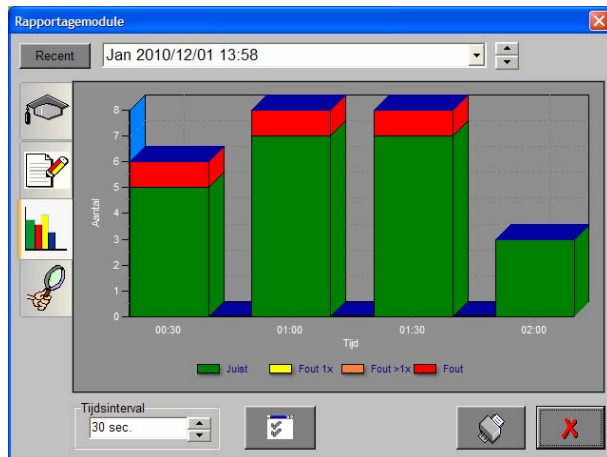 Rapportagemodule
Recent
Jan 2010/12/01 13:58
8
7
6
5
4
3
2
1
0
Aantal
00:30 01:00 01:30 02:00
Tijd
Juist Fout 1x Fout >1x Fout
Tijdsinterval
30 sec.